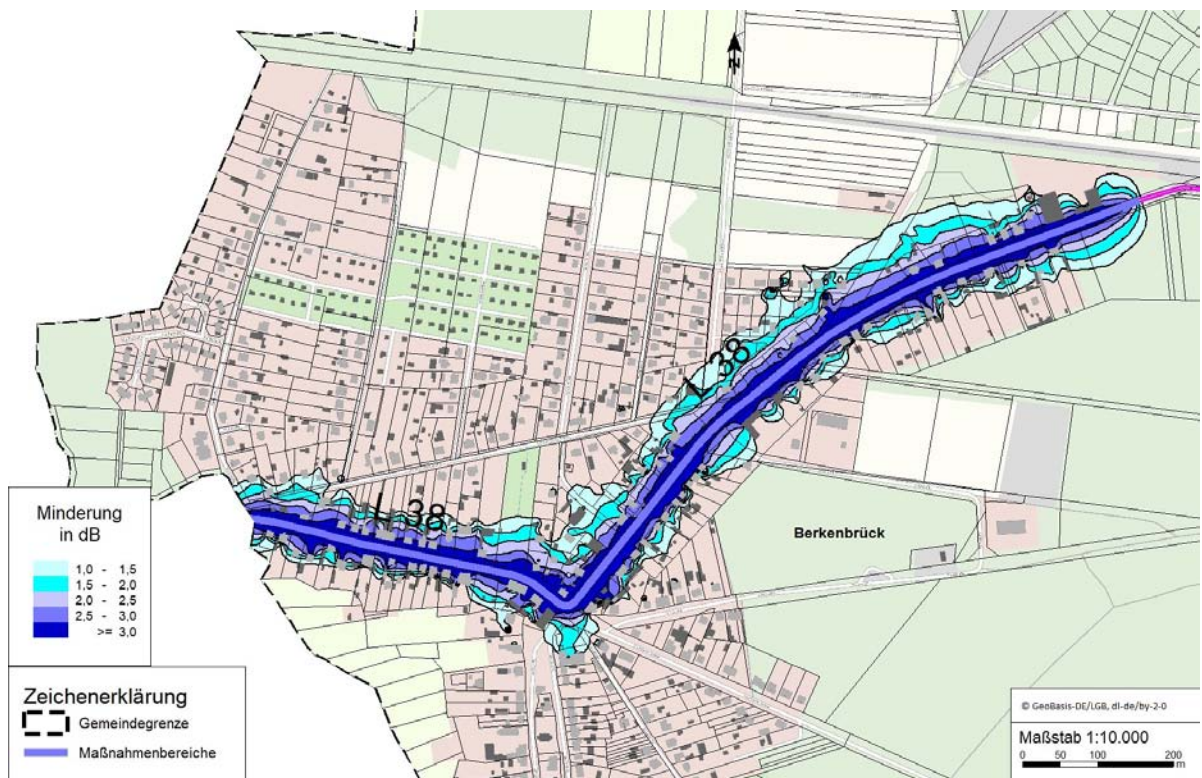 N
L 38
L 38
Berkenbrück
Minderung
in dB
1,0 - 1,5
1,5 - 2,0
2,0 - 2,5
2,5 - 3,0
>= 3,0
Zeichenerklärung
Gemeindegrenze
Maßnahmenbereiche
© GeoBasis-DE/LGB, dl-de/by-2-0
Maßstab 1:10.000
0 50 100 200
m